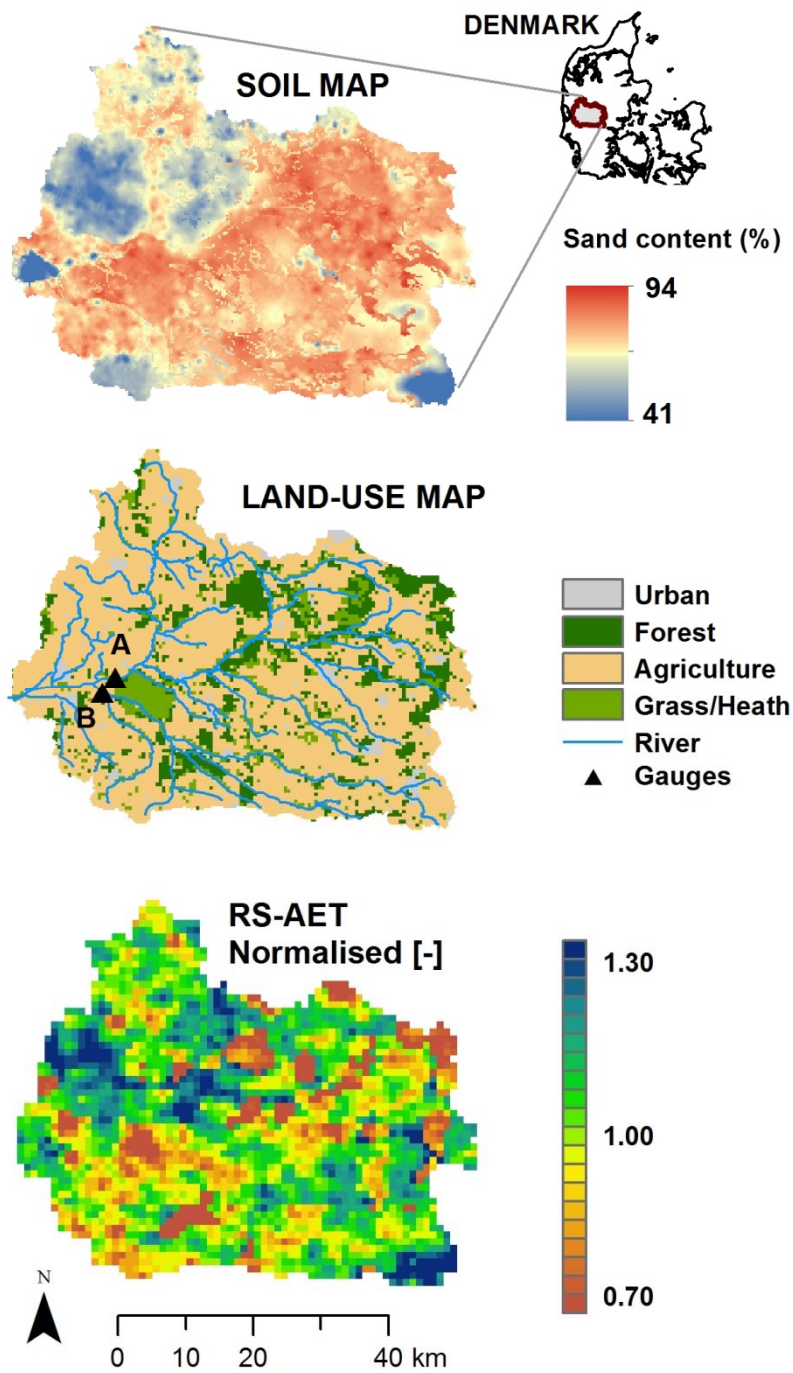 DENMARK
SOIL MAP
Sand content (%)
94
41
LAND-USE MAP
A
B
Urban
Forest
Agriculture
Grass/Heath
River
Gauges
RS-AET
Normalised [-]
1.30
1.00
0.70
N
0 10 20 40 km